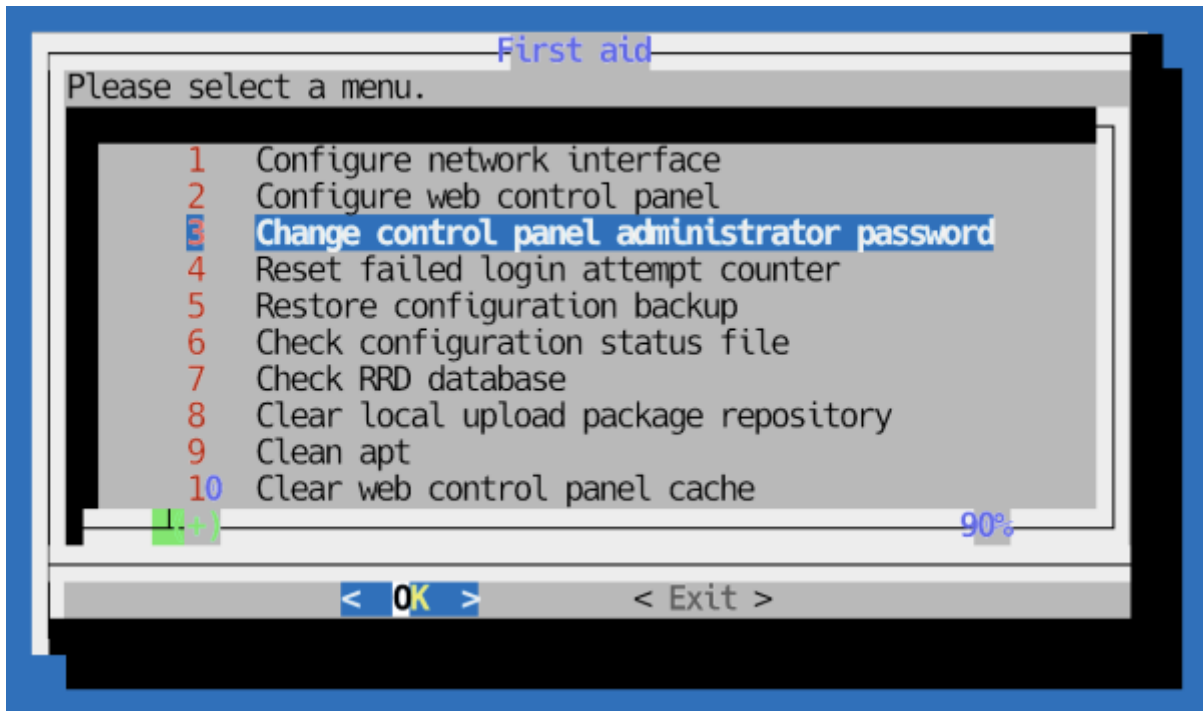 First aid
Please select a menu.
1 Configure network interface
2 Configure web control panel
3 Change control panel administrator password
4 Reset failed login attempt counter
5 Restore configuration backup
6 Check configuration status file
7 Check RRD database
8 Clear local upload package repository
9 Clean apt
10 Clear web control panel cache
(+) 90%
< OK > < Exit >